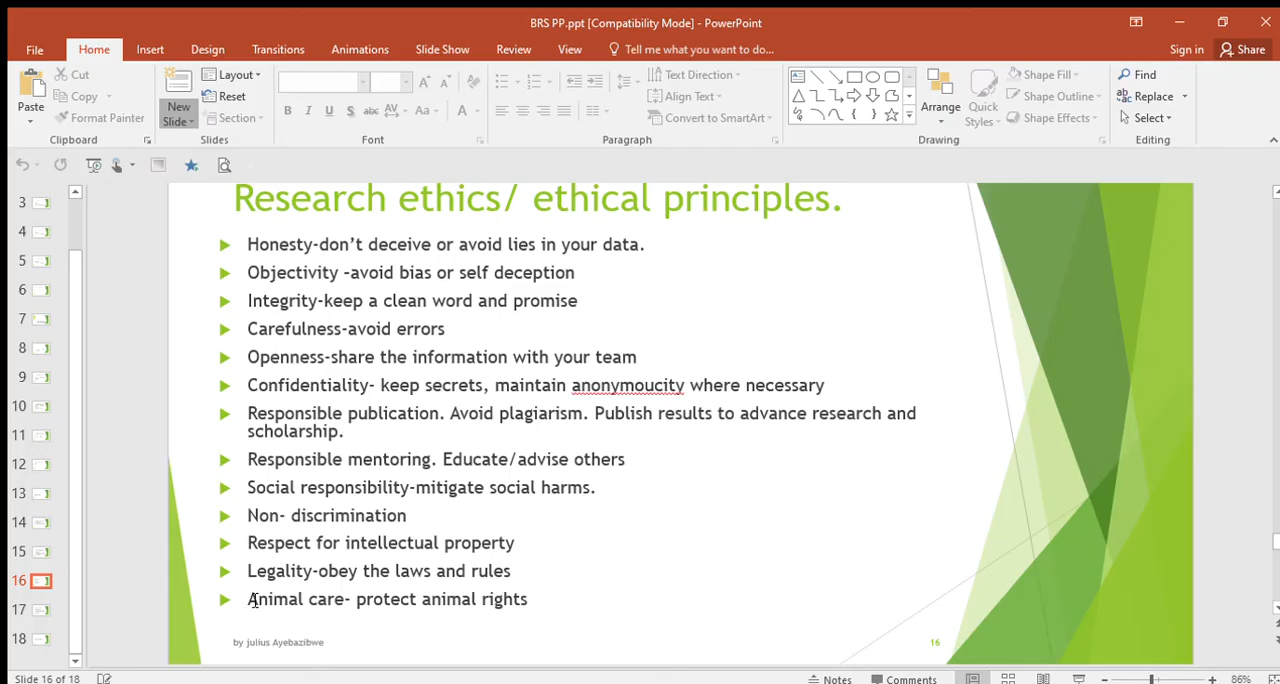 BRS PP.ppt [Compatibility Mode] - PowerPoint
File Home Insert Design Transitions Animations Slide Show Review View Tell me what you want to do... Sign in Share
Paste
Cut
Copy
Format Painter
Clipboard
New Slide
Layout
Reset
Section
Slides
B I U S abc AV Aa A
Font
Text Direction
Align Text
Convert to SmartArt
Paragraph
Arrange
Quick Styles
Shape Fill
Shape Outline
Shape Effects
Drawing
Find
Replace
Select
Editing
3
4
5
6
7
8
9
10
11
12
13
14
15
16
17
18
Research ethics/ ethical principles.
Honesty-don’t deceive or avoid lies in your data.
Objectivity –avoid bias or self deception
Integrity-keep a clean word and promise
Carefulness-avoid errors
Openness-share the information with your team
Confidentiality- keep secrets, maintain anonymoucity where necessary
Responsible publication. Avoid plagiarism. Publish results to advance research and
scholarship.
Responsible mentoring. Educate/advise others
Social responsibility-mitigate social harms.
Non- discrimination
Respect for intellectual property
Legality-obey the laws and rules
Animal care- protect animal rights
by julius Ayebazibwe
16
Slide 16 of 18
Notes
Comments
86%